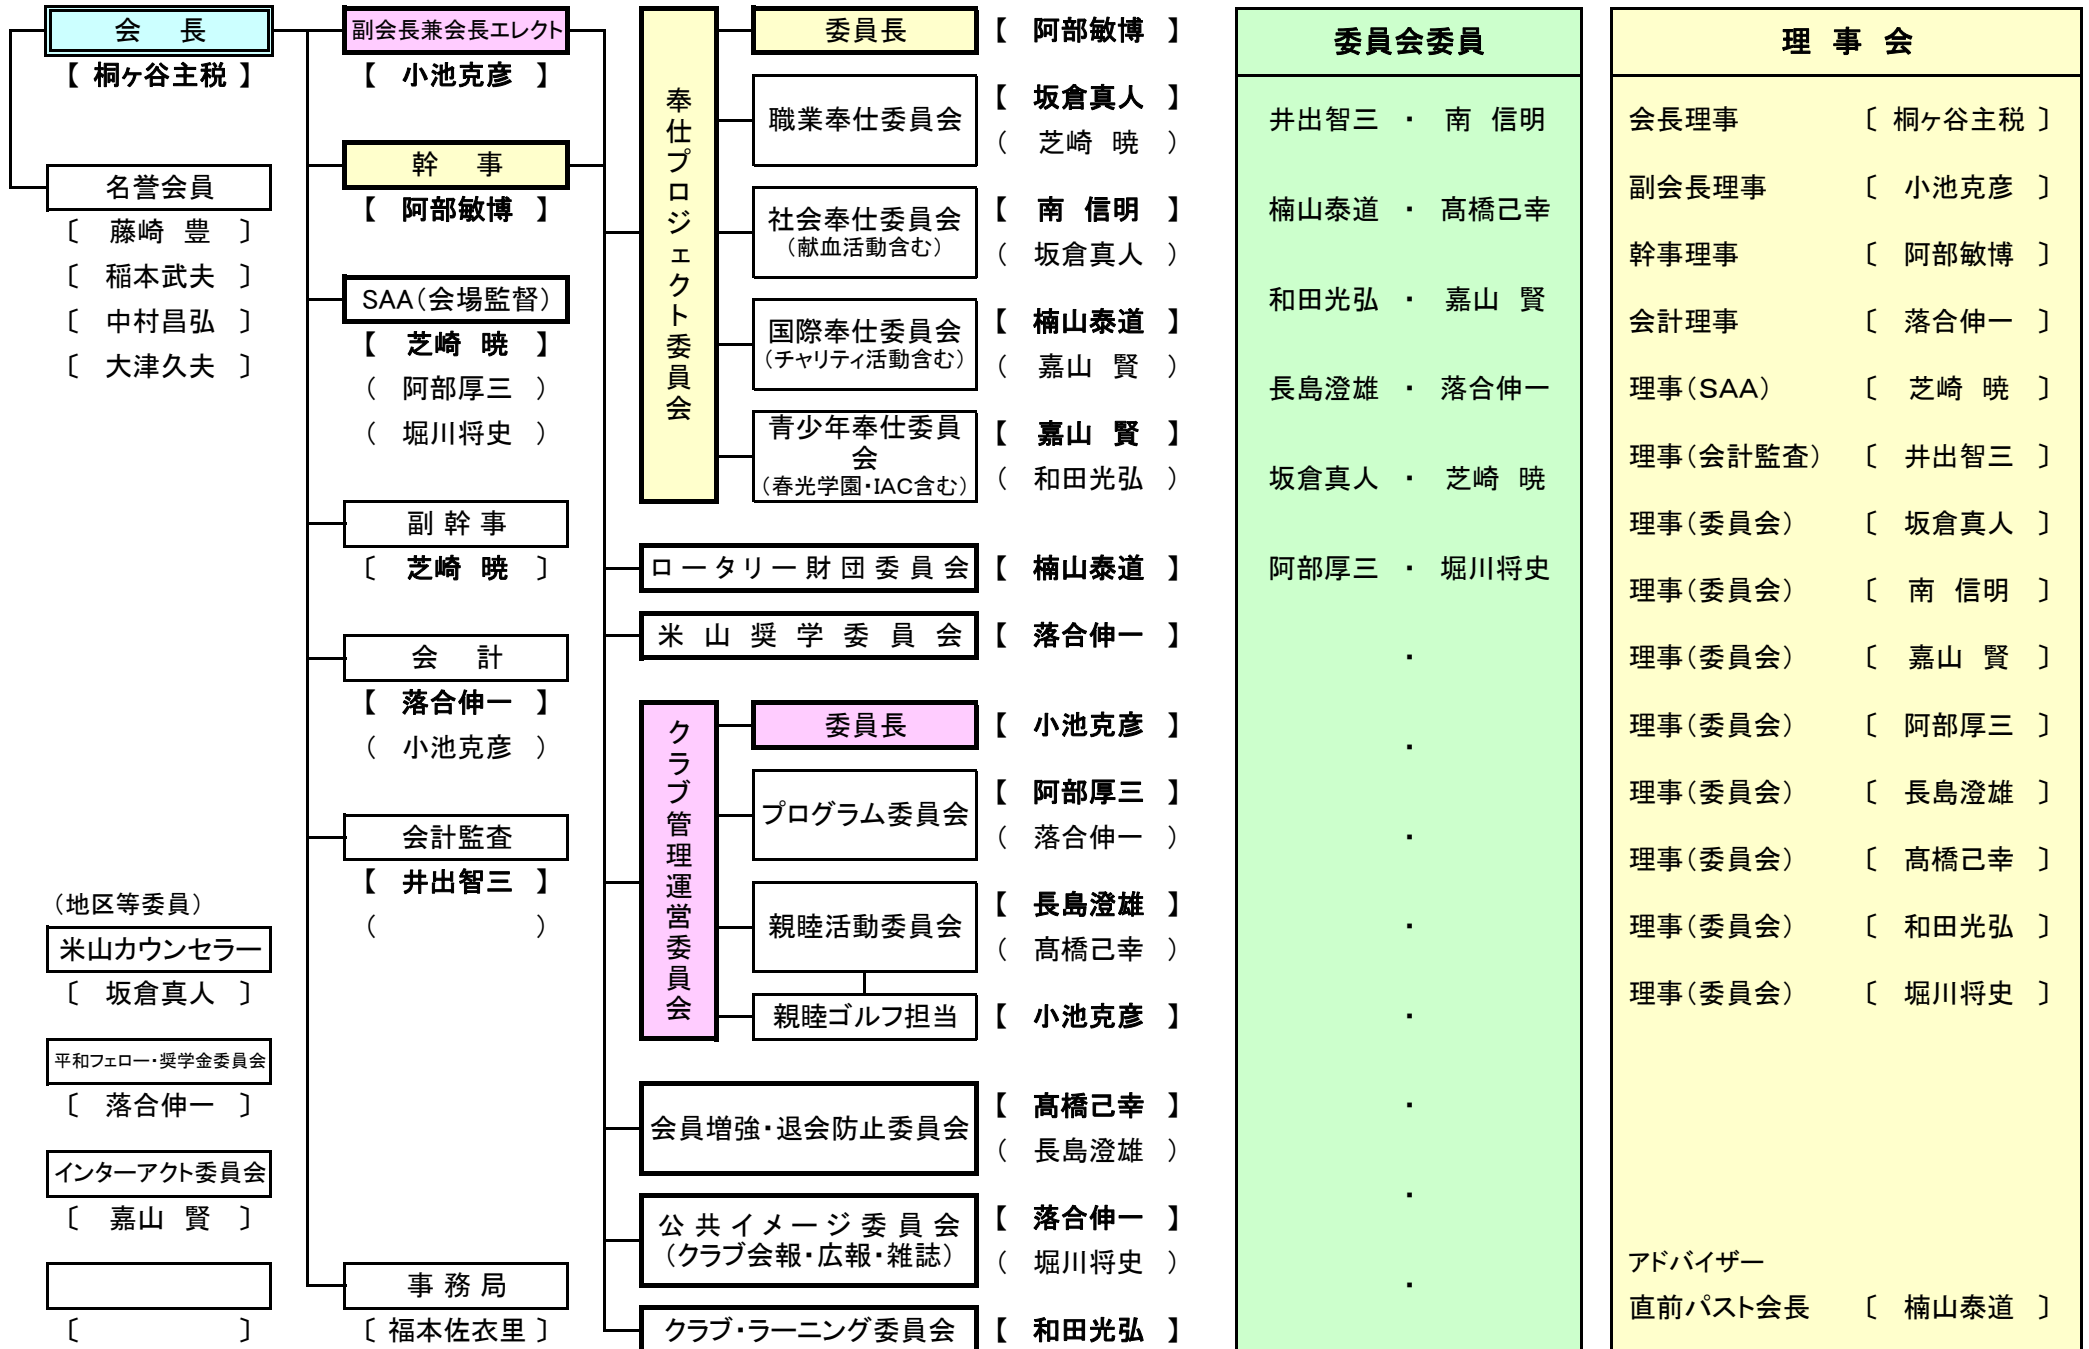 会　長
【 桐ヶ谷主税 】
名誉会員
〔　藤崎　豊　〕
〔　稲本武夫　〕
〔　中村昌弘　〕
〔　大津久夫　〕
（地区等委員）
米山カウンセラー
〔　坂倉真人　〕
平和フェロー・奨学金委員会
〔　落合伸一　〕
インターアクト委員会
〔　嘉山　賢　〕
〔　　　　　　〕
副会長兼会長エレクト
【　小池克彦　】
幹　事
【　阿部敏博　】
SAA（会場監督）
【　芝崎　暁　】
（　阿部厚三　）
（　堀川将史　）
副 幹 事
〔　芝崎　暁　〕
会　計
【　落合伸一　】
（　小池克彦　）
会計監査
【　井出智三　】
（　　　　　　）
事 務 局
〔 福本佐衣里 〕
奉仕プロジェクト委員会
委員長
【　阿部敏博　】
職業奉仕委員会
【　坂倉真人　】
（　芝崎　暁　）
社会奉仕委員会
（献血活動含む）
【　南　信明　】
（　坂倉真人　）
国際奉仕委員会
（チャリティ活動含む）
【　楠山泰道　】
（　嘉山　賢　）
青少年奉仕委員
会
（春光学園・IAC含む）
【　嘉山　賢　】
（　和田光弘　）
ロ ー タ リ ー 財 団 委 員 会
【　楠山泰道　】
米 山 奨 学 委 員 会
【　落合伸一　】
クラブ管理運営委員会
委員長
【　小池克彦　】
プログラム委員会
【　阿部厚三　】
（　落合伸一　）
親睦活動委員会
【　長島澄雄　】
（　髙橋己幸　）
親睦ゴルフ担当
【　小池克彦　】
会員増強・退会防止委員会
【　髙橋己幸　】
（　長島澄雄　）
公 共 イ メ ー ジ 委 員 会
（クラブ会報・広報・雑誌）
【　落合伸一　】
（　堀川将史　）
クラブ・ラーニング委員会
【　和田光弘　】
委員会委員
井出智三　・　南　信明
楠山泰道　・　髙橋己幸
和田光弘　・　嘉山　賢
長島澄雄　・　落合伸一
坂倉真人　・　芝崎　暁
阿部厚三　・　堀川将史
・
・
・
・
・
・
・
・
理　事　会
会長理事　〔 桐ヶ谷主税 〕
副会長理事　〔　小池克彦　〕
幹事理事　〔　阿部敏博　〕
会計理事　〔　落合伸一　〕
理事（SAA）　〔　芝崎　暁　〕
理事（会計監査）　〔　井出智三　〕
理事（委員会）　〔　坂倉真人　〕
理事（委員会）　〔　南　信明　〕
理事（委員会）　〔　嘉山　賢　〕
理事（委員会）　〔　阿部厚三　〕
理事（委員会）　〔　長島澄雄　〕
理事（委員会）　〔　髙橋己幸　〕
理事（委員会）　〔　和田光弘　〕
理事（委員会）　〔　堀川将史　〕
アドバイザー
直前パスト会長　〔　楠山泰道　〕